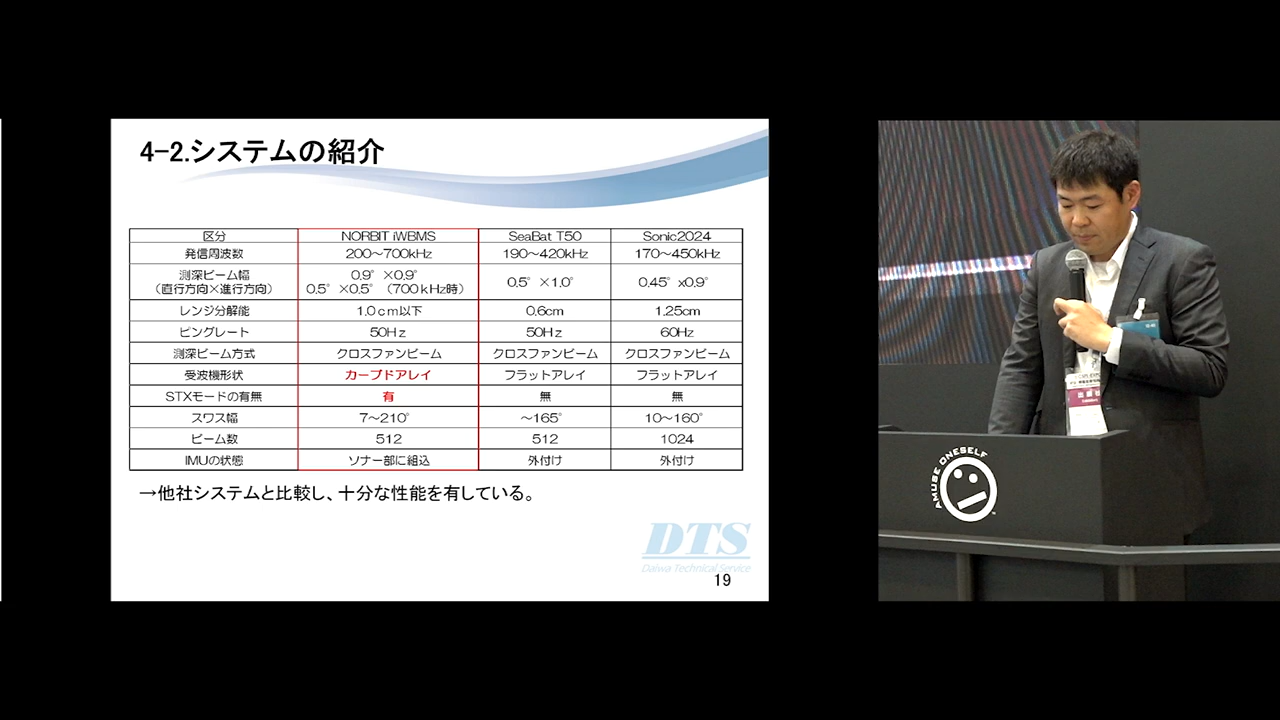 4-2.システムの紹介
区分 NORBIT iWBMS SeaBat T50 Sonic2024
発信周波数 200～700kHz 190～420kHz 170～450kHz
測深ビーム幅
（直行方向×進行方向） 0.9°×0.9°
0.5°×0.5°（700kHz時） 0.5°×1.0° 0.45°x0.9°
レンジ分解能 1.0cm以下 0.6cm 1.25cm
ピングレート 50Hz 50Hz 60Hz
測深ビーム方式 クロスファンビーム クロスファンビーム クロスファンビーム
受波機形状 カーブドアレイ フラットアレイ フラットアレイ
STXモードの有無 有 無 無
スワス幅 7～210° ～165° 10～160°
ビーム数 512 512 1024
IMUの状態 ソナー部に組込 外付け 外付け
→他社システムと比較し、十分な性能を有している。
DTS
Daiwa Technical Service
19
AMUSE ONESELF